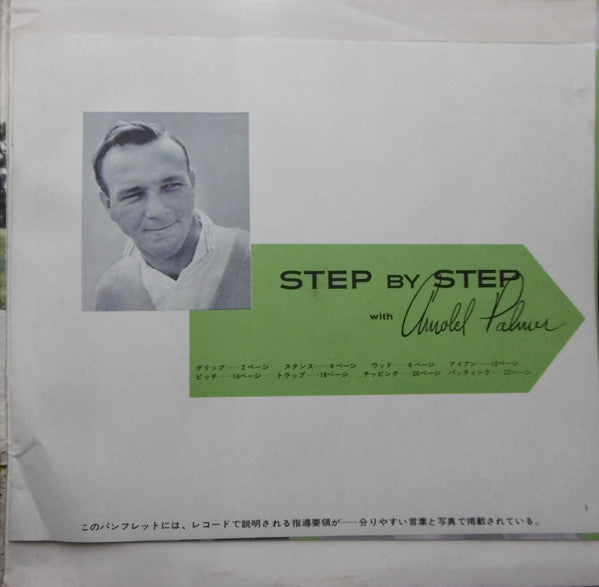 STEP BY STEP
with Arnold Palmer
グリップ……2ページ スタンス……4ページ ウッド……6ページ アイアン……12ページ
ピッチ……16ページ トラップ……18ページ チッピング……20ページ パッティング……22ページ
このパンフレットには、レコードで説明される指導要領が――分りやすい言葉と写真で掲載されている。
1